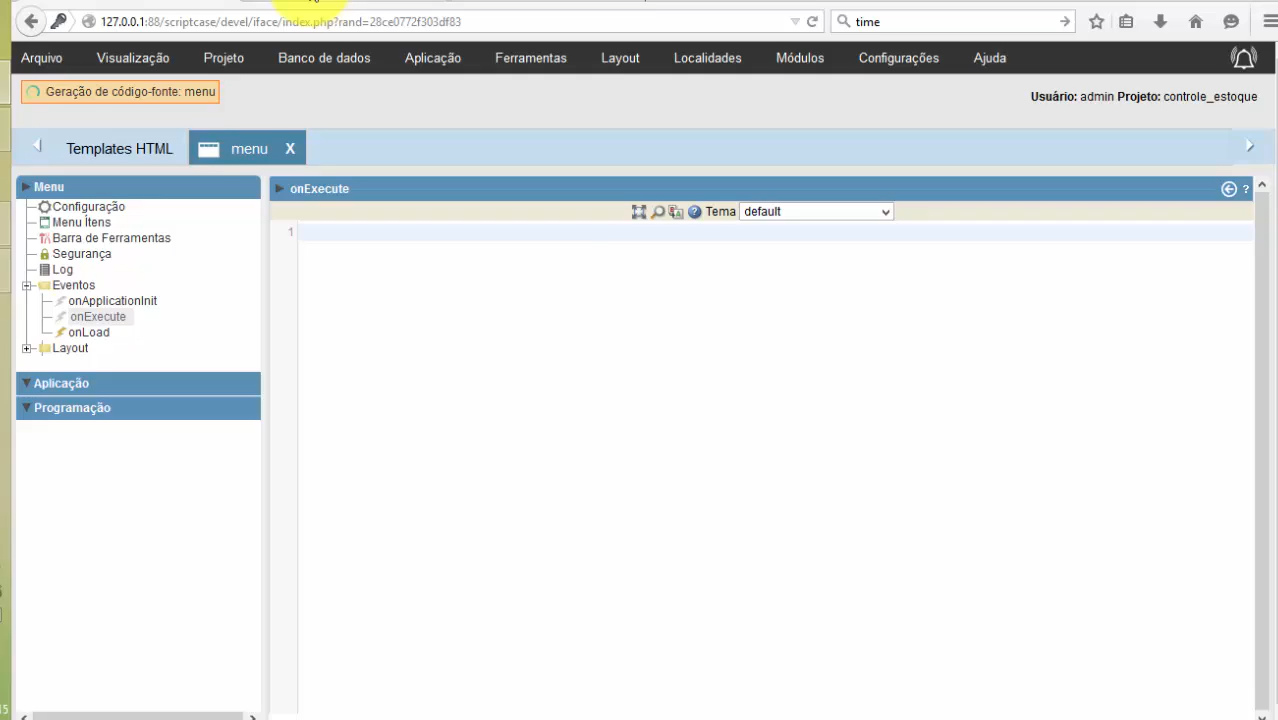 127.0.0.1:88/scriptcase/devel/iface/index.php?rand=28ce0772f303df83
time
Arquivo Visualização Projeto Banco de dados Aplicação Ferramentas Layout Localidades Módulos Configurações Ajuda
Geração de código-fonte: menu
Usuário: admin Projeto: controle_estoque
Templates HTML menu X
Menu
Configuração
Menu Ítens
Barra de Ferramentas
Segurança
Log
Eventos
onApplicationInit
onExecute
onLoad
Layout
Aplicação
Programação
onExecute ?
Tema default
1
15